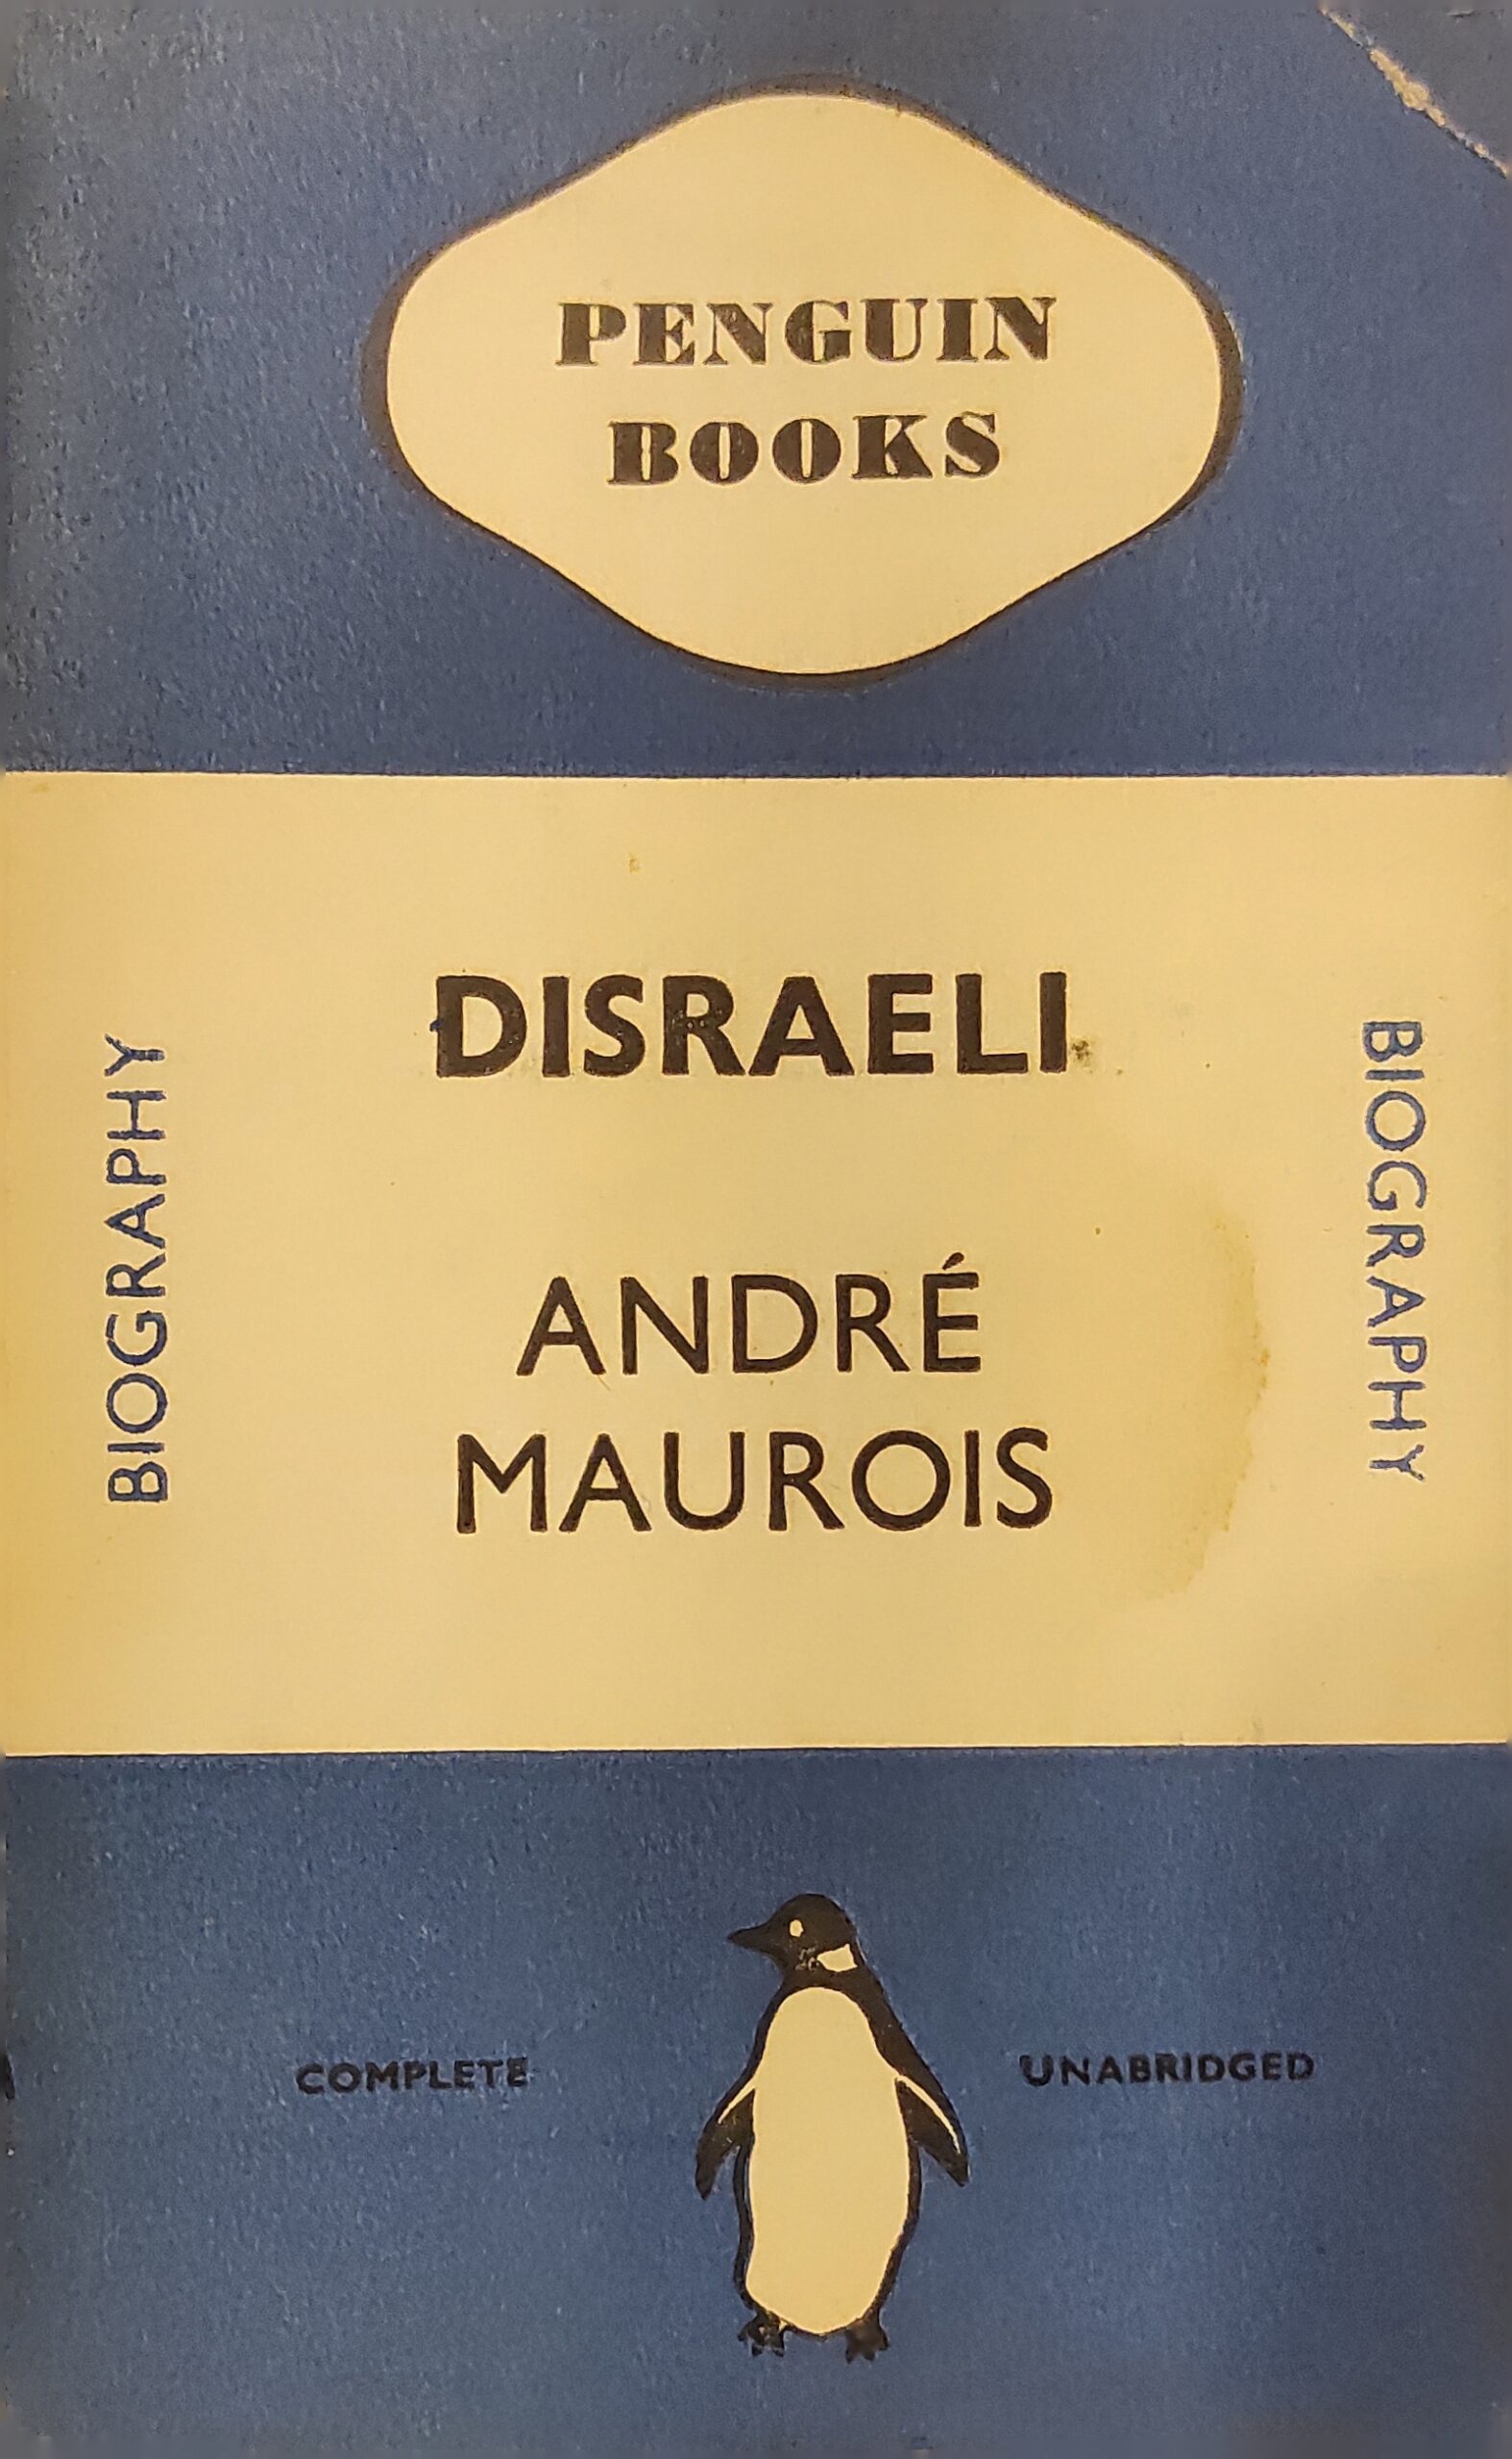 PENGUIN
BOOKS
DISRAELI
BIOGRAPHY
BIOGRAPHY
ANDRÉ
MAUROIS
COMPLETE
UNABRIDGED